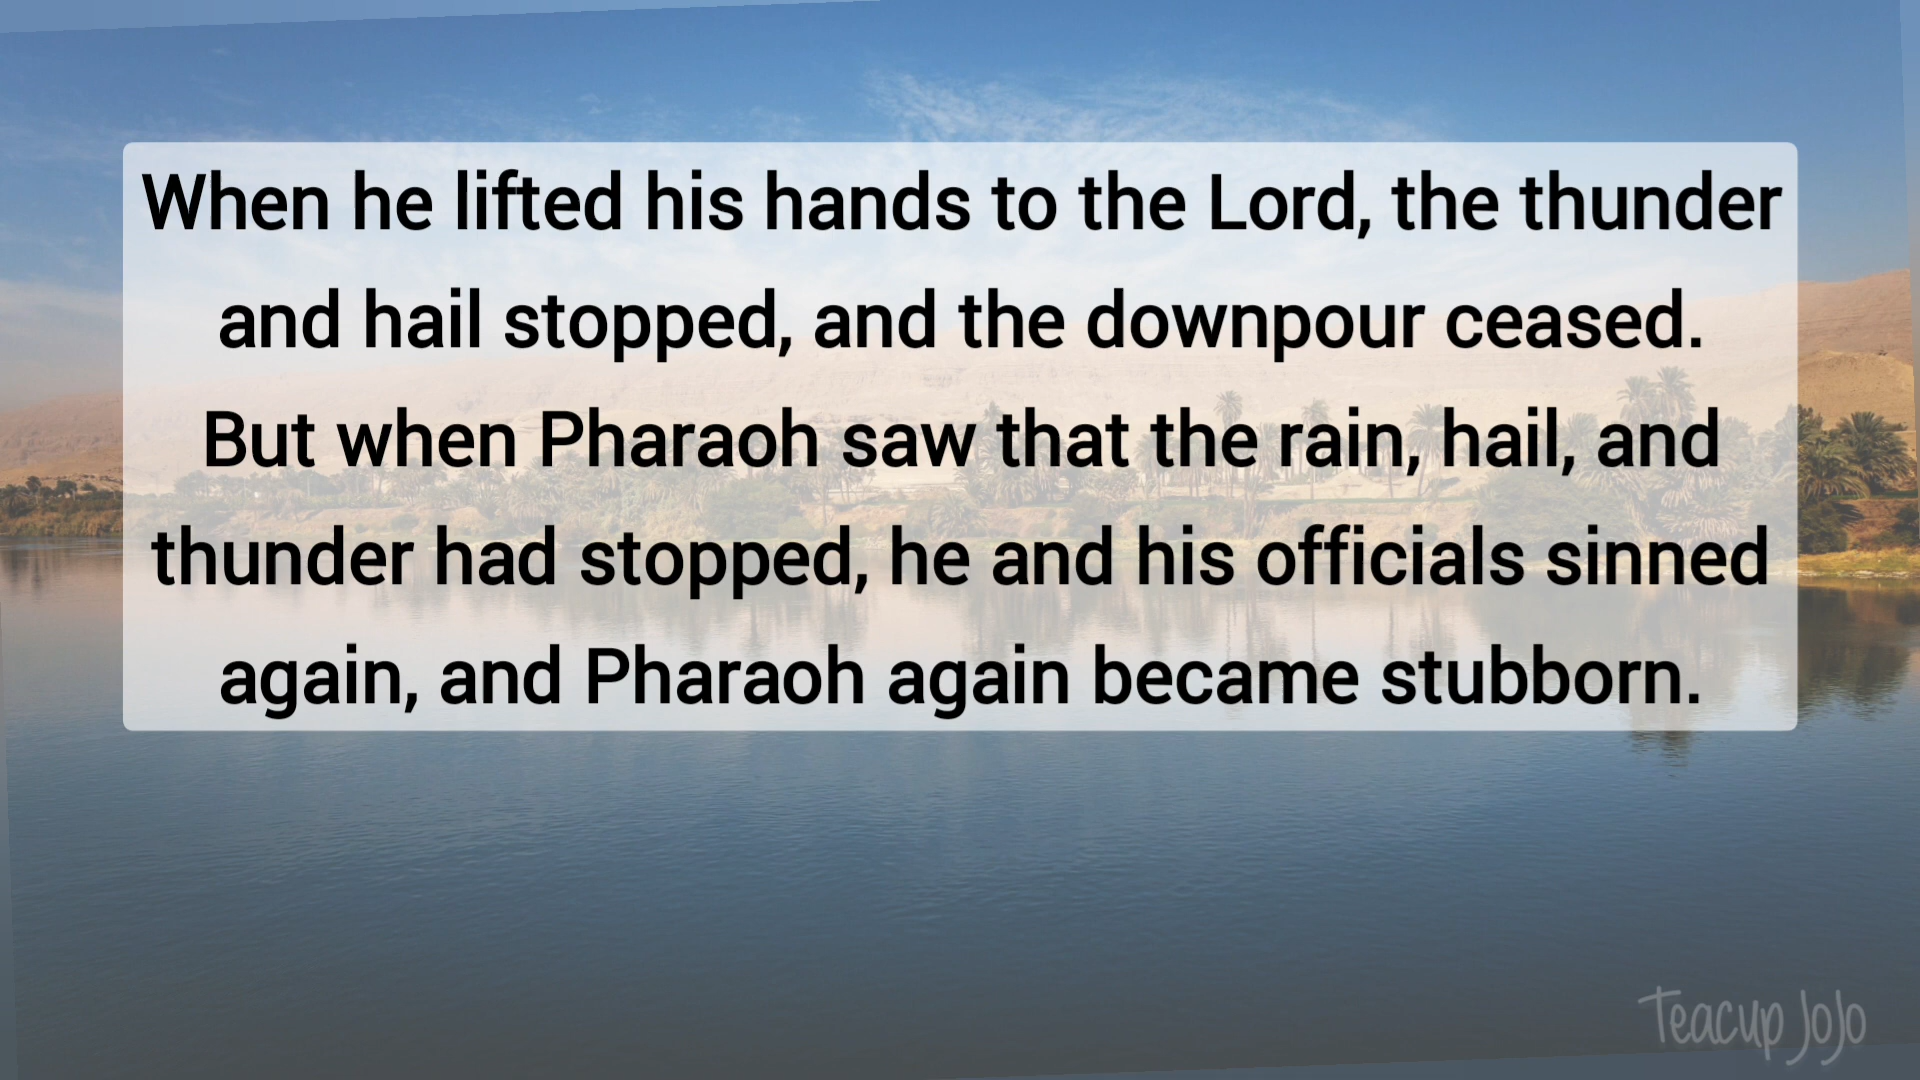 When he lifted his hands to the Lord, the thunder
and hail stopped, and the downpour ceased.
But when Pharaoh saw that the rain, hail, and
thunder had stopped, he and his officials sinned
again, and Pharaoh again became stubborn.
Teacup JoJo